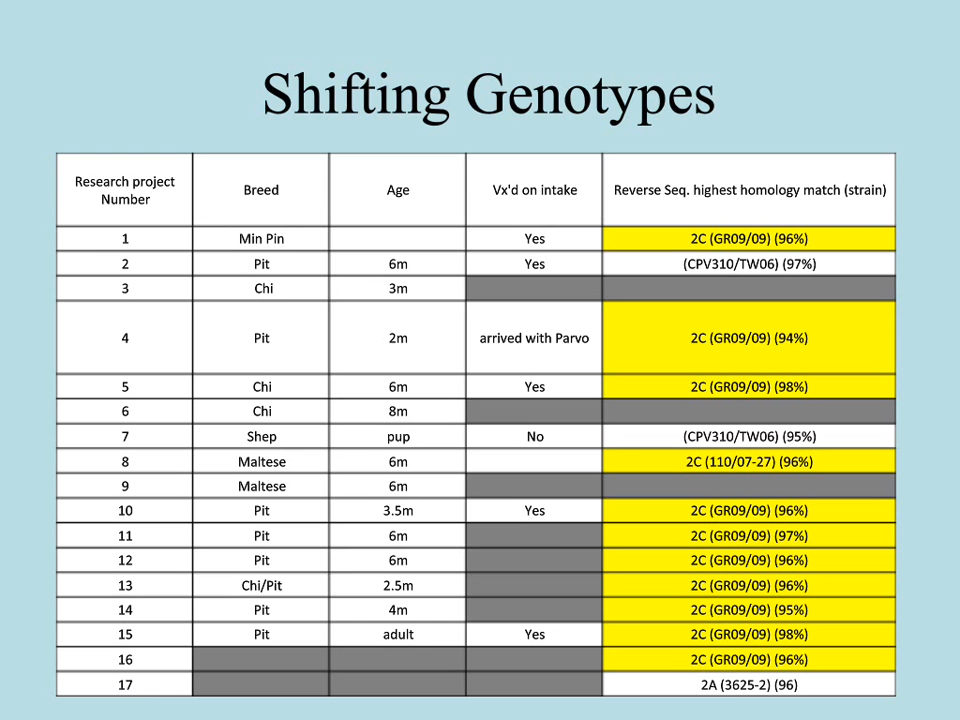 Shifting Genotypes
Research project Number Breed Age Vx'd on intake Reverse Seq. highest homology match (strain)
1 Min Pin Yes 2C (GR09/09) (96%)
2 Pit 6m Yes (CPV310/TW06) (97%)
3 Chi 3m
4 Pit 2m arrived with Parvo 2C (GR09/09) (94%)
5 Chi 6m Yes 2C (GR09/09) (98%)
6 Chi 8m
7 Shep pup No (CPV310/TW06) (95%)
8 Maltese 6m 2C (110/07-27) (96%)
9 Maltese 6m
10 Pit 3.5m Yes 2C (GR09/09) (96%)
11 Pit 6m 2C (GR09/09) (97%)
12 Pit 6m 2C (GR09/09) (96%)
13 Chi/Pit 2.5m 2C (GR09/09) (96%)
14 Pit 4m 2C (GR09/09) (95%)
15 Pit adult Yes 2C (GR09/09) (98%)
16 2C (GR09/09) (96%)
17 2A (3625-2) (96)